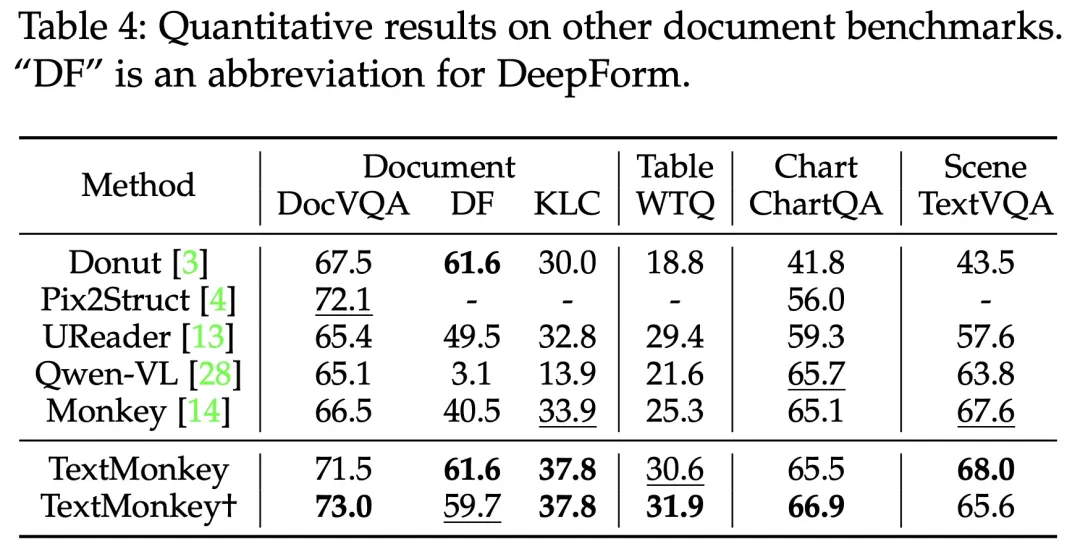 Table 4: Quantitative results on other document benchmarks.
“DF” is an abbreviation for DeepForm.
Method Document Table Chart Scene
DocVQA DF KLC WTQ ChartQA TextVQA
Donut [3] 67.5 61.6 30.0 18.8 41.8 43.5
Pix2Struct [4] 72.1 - - - 56.0 -
UReader [13] 65.4 49.5 32.8 29.4 59.3 57.6
Qwen-VL [28] 65.1 3.1 13.9 21.6 65.7 63.8
Monkey [14] 66.5 40.5 33.9 25.3 65.1 67.6
TextMonkey 71.5 61.6 37.8 30.6 65.5 68.0
TextMonkey† 73.0 59.7 37.8 31.9 66.9 65.6